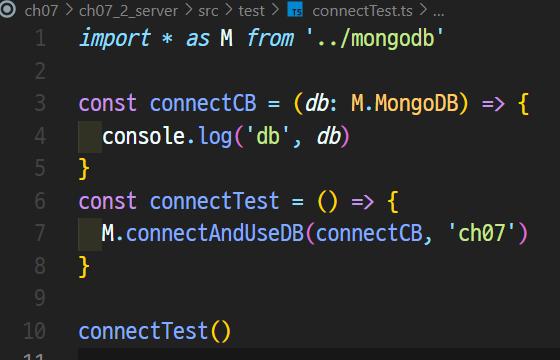 ch07 > ch07_2_server > src > test > TS connectTest.ts > ...
1 import * as M from '../mongodb'
2
3 const connectCB = (db: M.MongoDB) => {
4 console.log('db', db)
5 }
6 const connectTest = () => {
7 M.connectAndUseDB(connectCB, 'ch07')
8 }
9
10 connectTest()
11